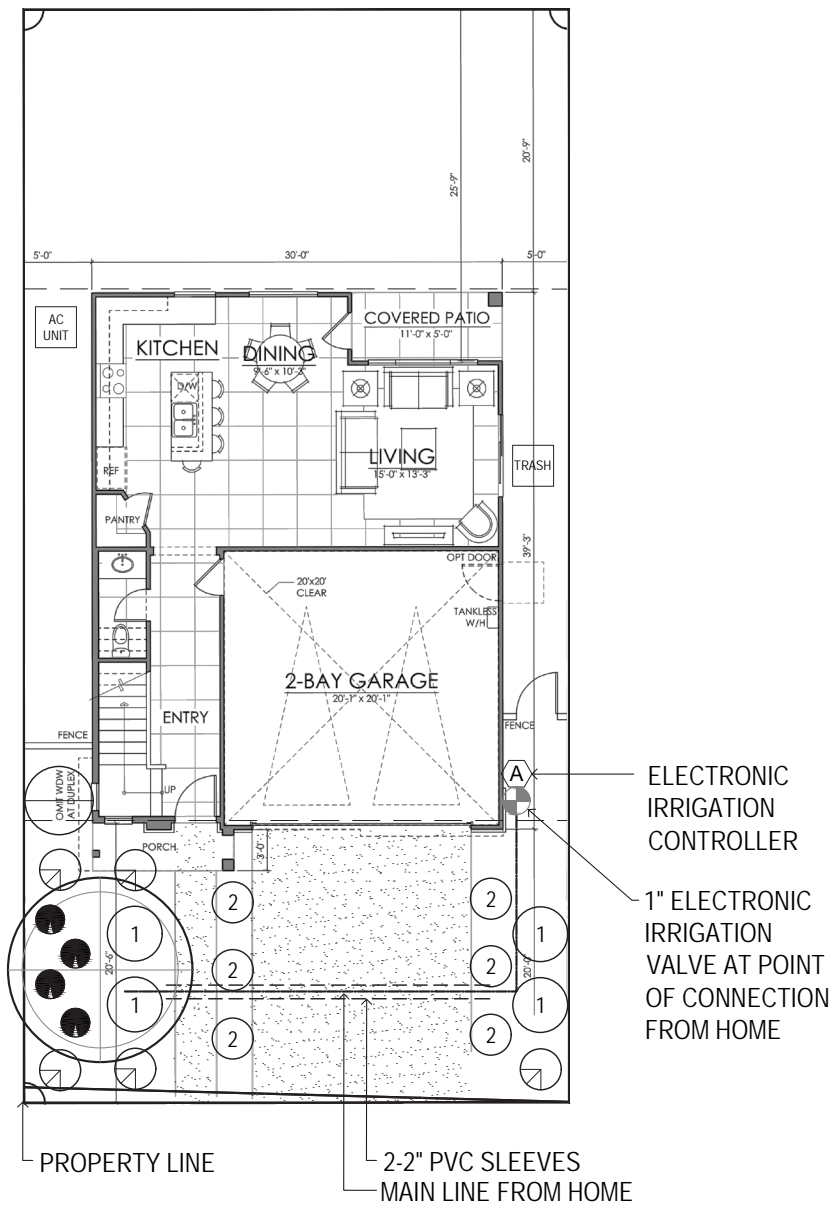 20'-9"
25'-9"
5'-0"
30'-0"
5'-0"
AC
UNIT
KITCHEN
DINING
9'-6" x 10'-3"
COVERED PATIO
11'-0" x 5'-0"
D/W
LIVING
15'-0" x 13'-3"
REF
TRASH
PANTRY
OPT DOOR
39'-3"
20'x20'
CLEAR
TANKLESS
W/H
2-BAY GARAGE
20'-1" x 20'-1"
ENTRY
FENCE
FENCE
UP
OMIT WDW
AT DUPLEX
A
ELECTRONIC
IRRIGATION
CONTROLLER
PORCH
3'-0"
1" ELECTRONIC
IRRIGATION
VALVE AT POINT
OF CONNECTION
FROM HOME
2
2
1
1
20'-6"
2
2
20'-0"
1
1
2
2
PROPERTY LINE
2-2" PVC SLEEVES
MAIN LINE FROM HOME